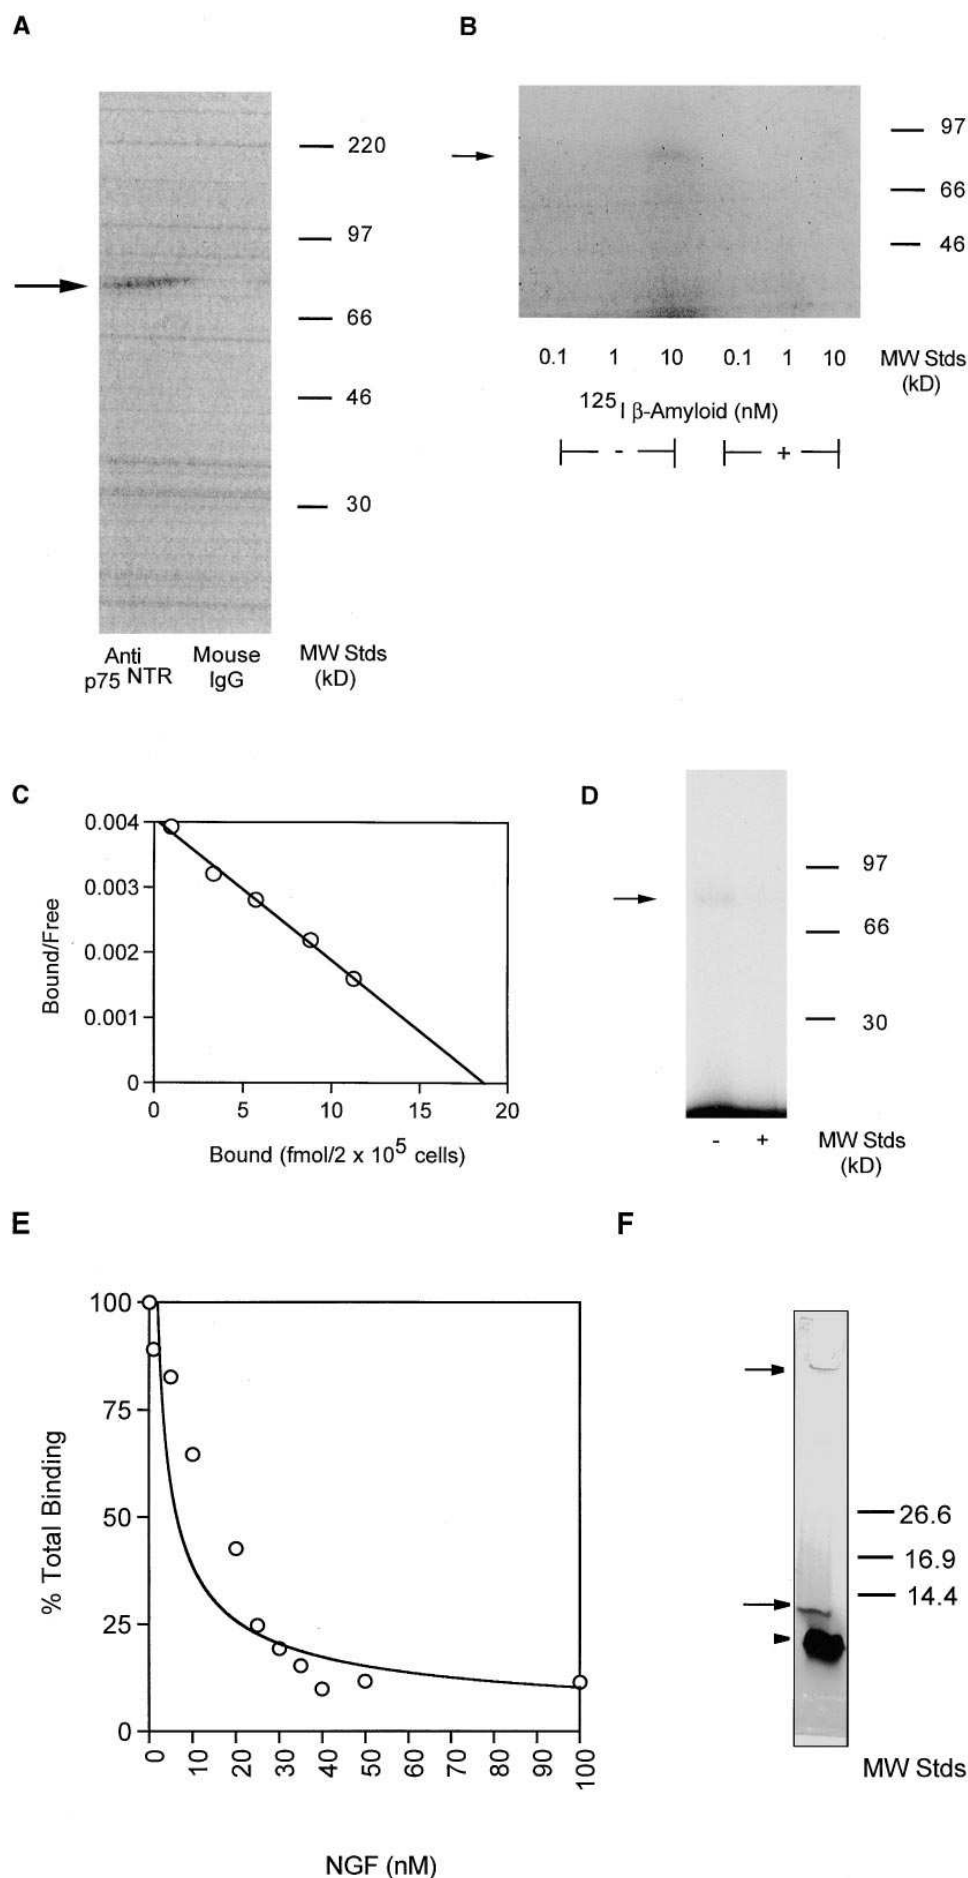 A
220
97
66
46
30
Anti
p75 NTR
Mouse
IgG
MW Stds
(kD)
B
97
66
46
0.1 1 10 0.1 1 10
MW Stds
(kD)
125 I β-Amyloid (nM)
- +
C
Bound/Free
0.004
0.003
0.002
0.001
0
0 5 10 15 20
Bound (fmol/2 x 10⁵ cells)
D
97
66
30
- +
MW Stds
(kD)
E
% Total Binding
100
75
50
25
0
0 10 20 30 40 50 60 70 80 90 100
NGF (nM)
F
26.6
16.9
14.4
MW Stds